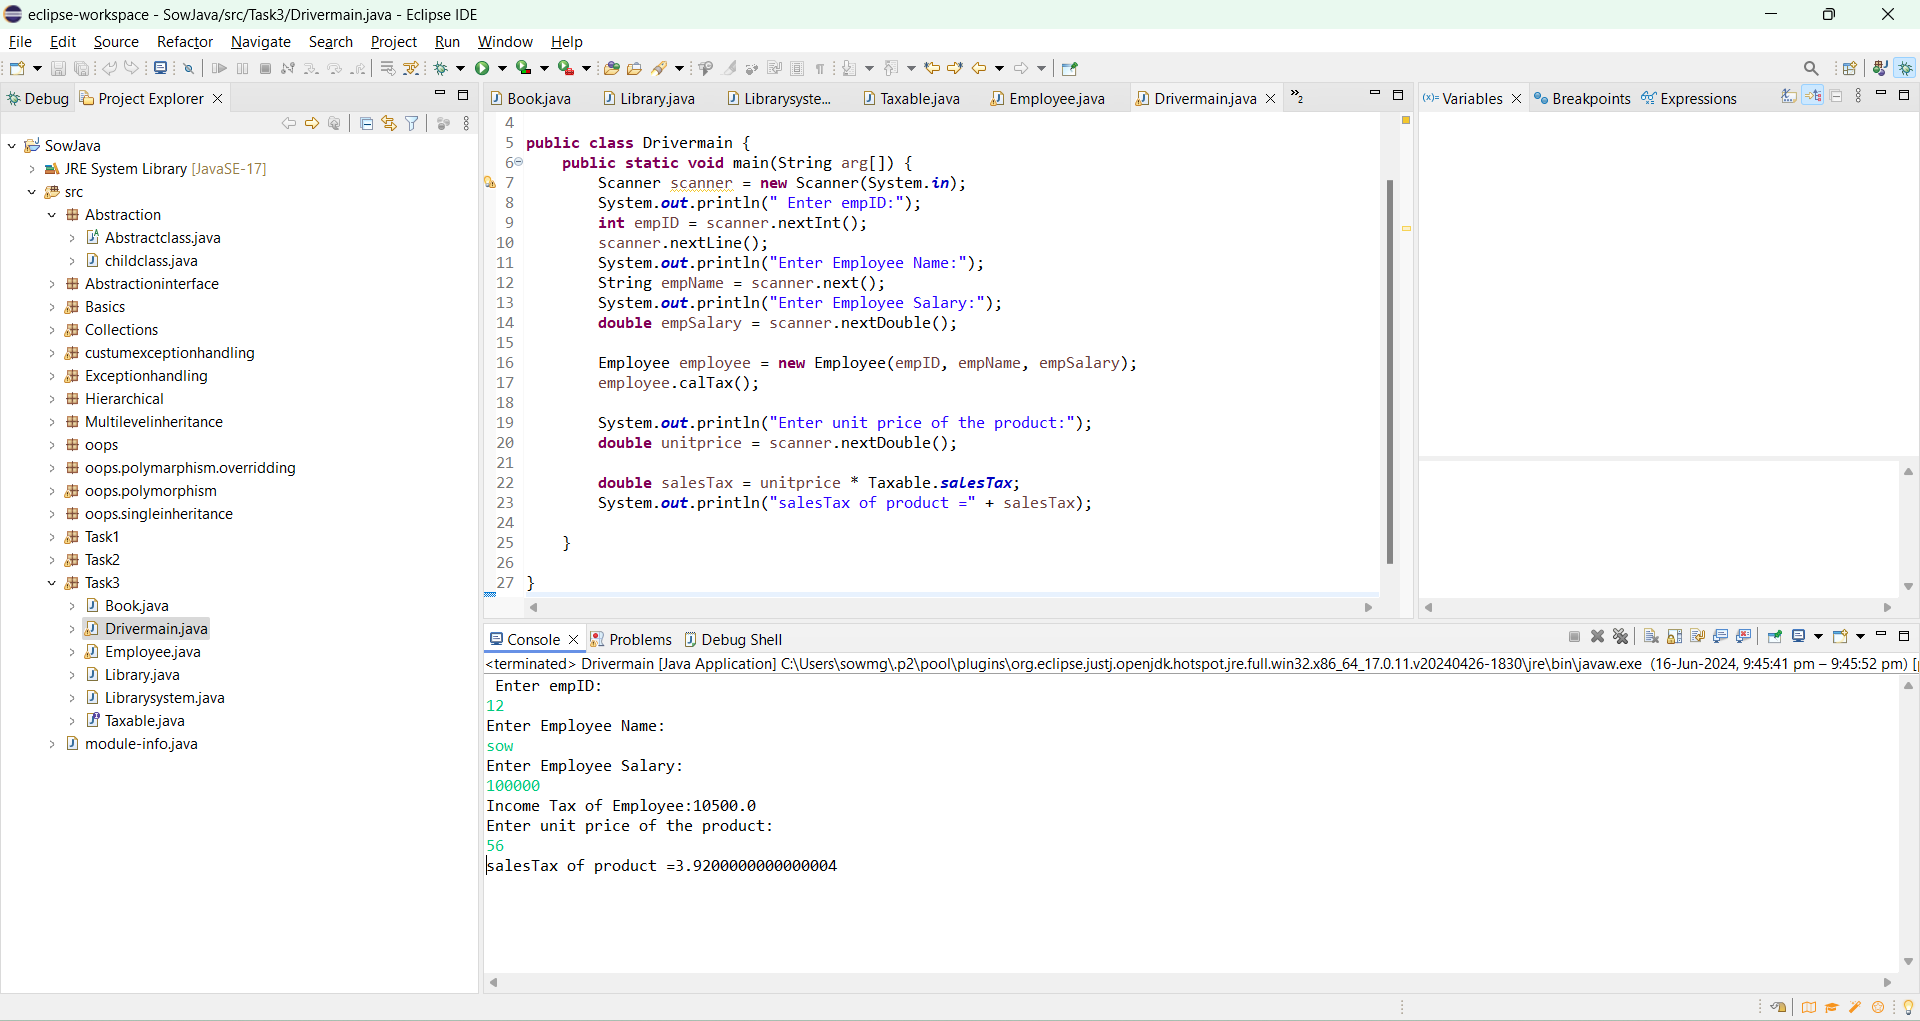 eclipse-workspace - SowJava/src/Task3/Drivermain.java - Eclipse IDE
File Edit Source Refactor Navigate Search Project Run Window Help
Debug Project Explorer
SowJava
JRE System Library [JavaSE-17]
src
Abstraction
Abstractclass.java
childclass.java
Abstractioninterface
Basics
Collections
custumexceptionhandling
Exceptionhandling
Hierarchical
Multilevelinheritance
oops
oops.polymarphism.overridding
oops.polymorphism
oops.singleinheritance
Task1
Task2
Task3
Book.java
Drivermain.java
Employee.java
Library.java
Librarysystem.java
Taxable.java
module-info.java
Book.java Library.java Librarysyste... Taxable.java Employee.java Drivermain.java »2
4
5 public class Drivermain {
6 public static void main(String arg[]) {
7 Scanner scanner = new Scanner(System.in);
8 System.out.println(" Enter empID:");
9 int empID = scanner.nextInt();
10 scanner.nextLine();
11 System.out.println("Enter Employee Name:");
12 String empName = scanner.next();
13 System.out.println("Enter Employee Salary:");
14 double empSalary = scanner.nextDouble();
15
16 Employee employee = new Employee(empID, empName, empSalary);
17 employee.calTax();
18
19 System.out.println("Enter unit price of the product:");
20 double unitprice = scanner.nextDouble();
21
22 double salesTax = unitprice * Taxable.salesTax;
23 System.out.println("salesTax of product =" + salesTax);
24
25 }
26
27 }
(x)= Variables Breakpoints Expressions
Console Problems Debug Shell
<terminated> Drivermain [Java Application] C:\Users\sowmg\.p2\pool\plugins\org.eclipse.justj.openjdk.hotspot.jre.full.win32.x86_64_17.0.11.v20240426-1830\jre\bin\javaw.exe (16-Jun-2024, 9:45:41 pm – 9:45:52 pm) [
Enter empID:
12
Enter Employee Name:
sow
Enter Employee Salary:
100000
Income Tax of Employee:10500.0
Enter unit price of the product:
56
salesTax of product =3.9200000000000004